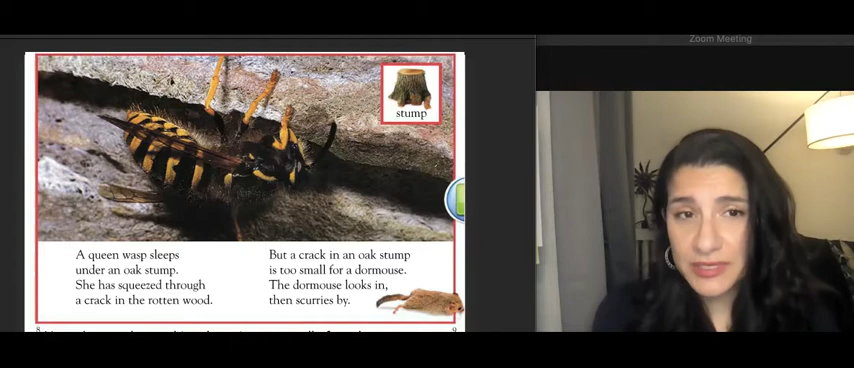 Zoom Meeting
stump
A queen wasp sleeps
under an oak stump.
She has squeezed through
a crack in the rotten wood.
But a crack in an oak stump
is too small for a dormouse.
The dormouse looks in,
then scurries by.
8
9